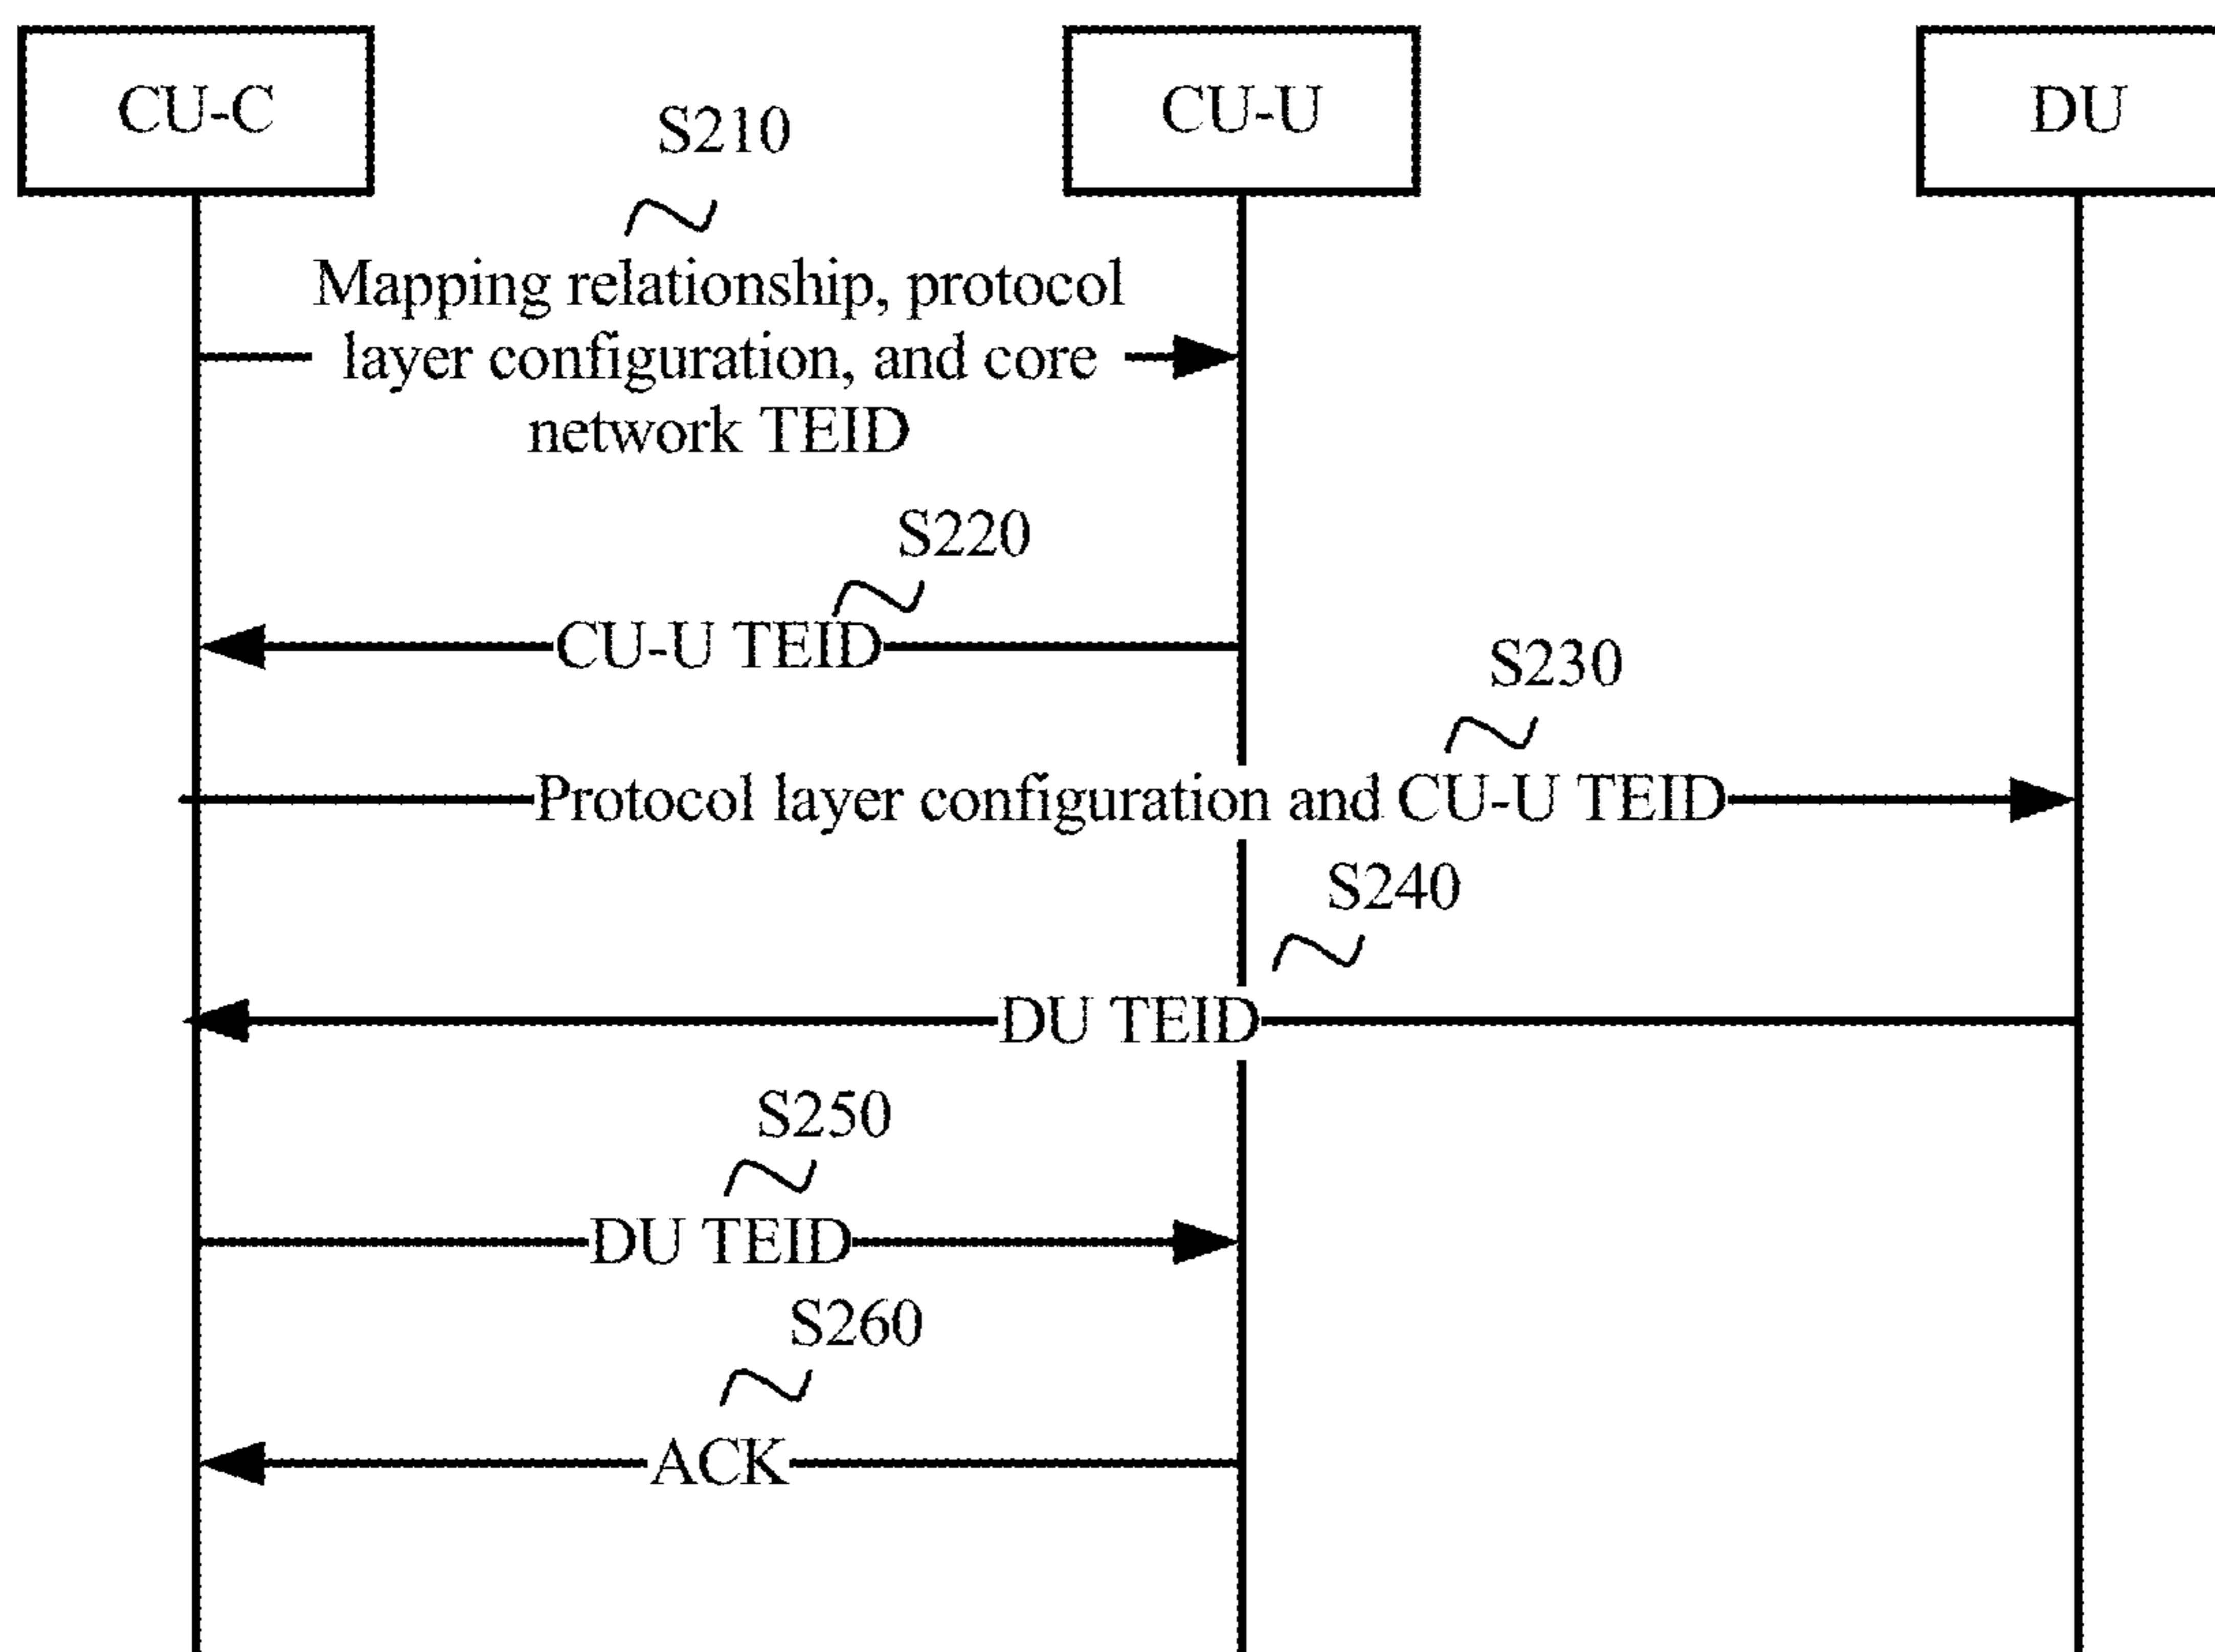 CU-C
CU-U
DU
S210
Mapping relationship, protocol
layer configuration, and core
network TEID
S220
CU-U TEID
S230
Protocol layer configuration and CU-U TEID
S240
DU TEID
S250
DU TEID
S260
ACK